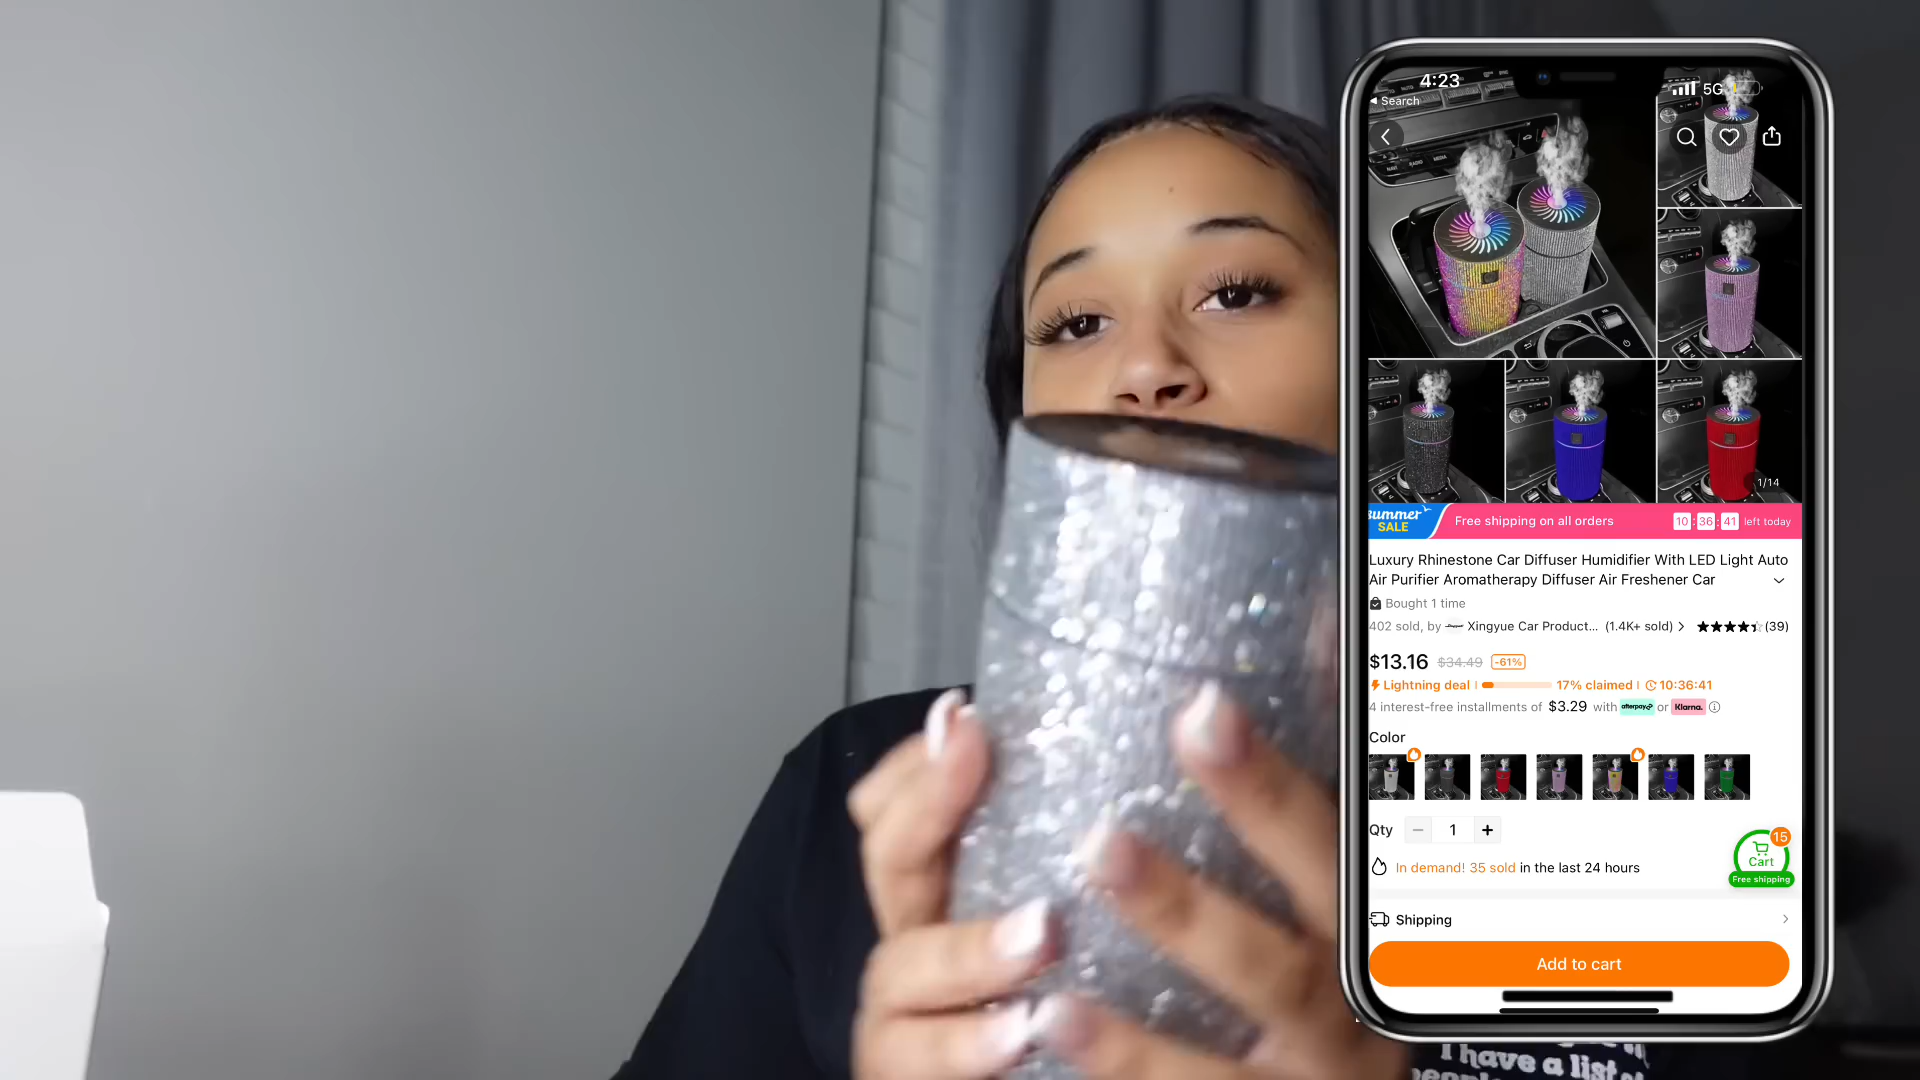 4:23
5G
Search
NAVI RADIO MEDIA
1/14
Summer
SALE
Free shipping on all orders
10 : 36 : 41 left today
Luxury Rhinestone Car Diffuser Humidifier With LED Light Auto
Air Purifier Aromatherapy Diffuser Air Freshener Car
Bought 1 time
402 sold, by Xingyue Car Product... (1.4K+ sold) (39)
$13.16 $34.49 -61%
Lightning deal 17% claimed 10:36:41
4 interest-free installments of $3.29 with afterpay or Klarna.
Color
Qty 1
15
Cart
Free shipping
In demand! 35 sold in the last 24 hours
Shipping
Add to cart
I have a list